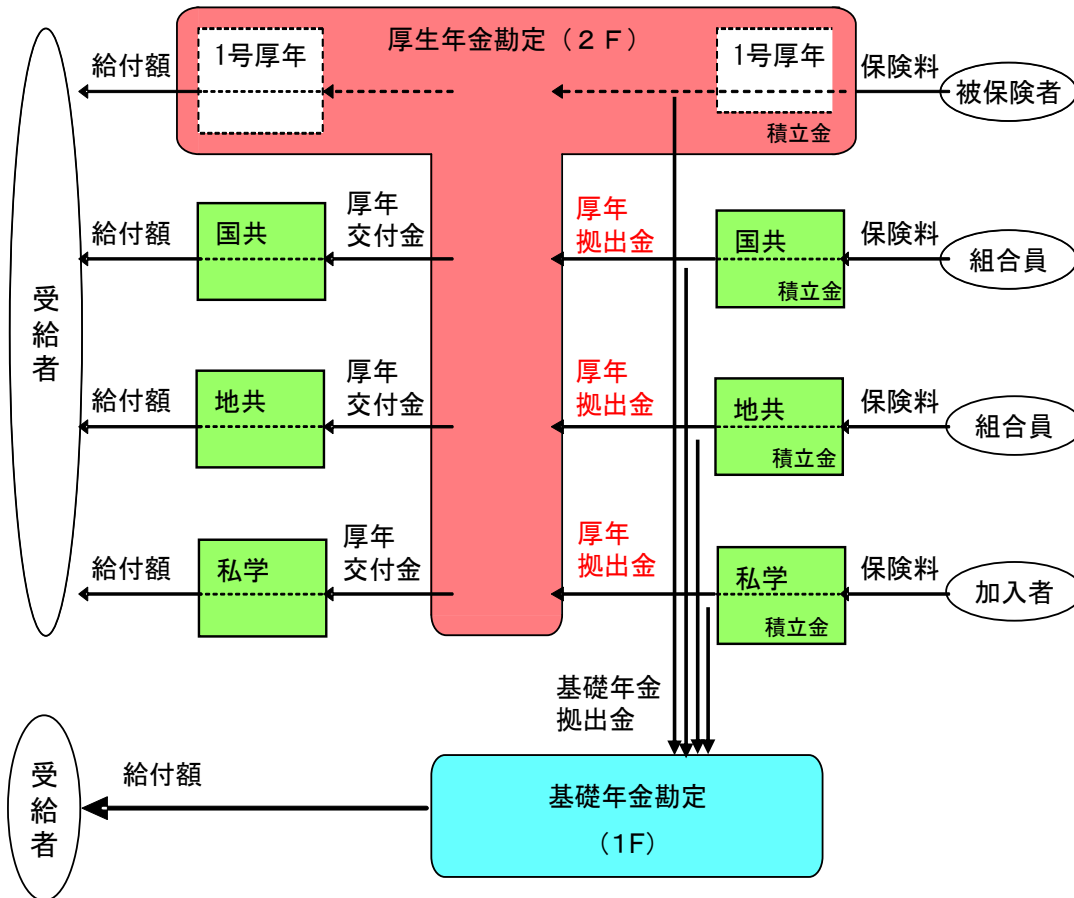 厚生年金勘定（２Ｆ）
給付額
1号厚年
1号厚年
保険料
被保険者
積立金
給付額
国共
厚年
交付金
厚年
拠出金
国共
積立金
保険料
組合員
受
給
者
給付額
地共
厚年
交付金
厚年
拠出金
地共
積立金
保険料
組合員
給付額
私学
厚年
交付金
厚年
拠出金
私学
積立金
保険料
加入者
基礎年金
拠出金
受
給
者
給付額
基礎年金勘定
（1F）